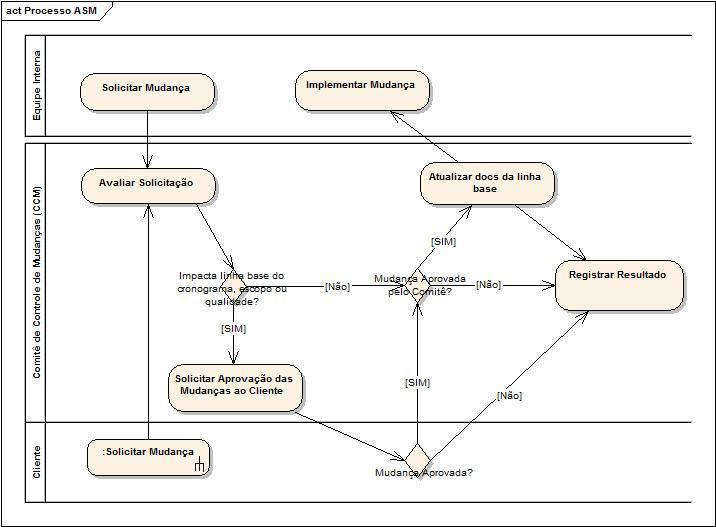 act Processo ASM
Equipe Interna
Solicitar Mudança
Implementar Mudança
Comitê de Controle de Mudanças (CCM)
Avaliar Solicitação
Atualizar docs da linha
base
[SIM]
Impacta linha base do
cronograma, escopo ou
qualidade?
[Não]
Mudança Aprovada
pelo Comitê?
[Não]
Registrar Resultado
[SIM]
Solicitar Aprovação das
Mudanças ao Cliente
[SIM]
[Não]
Cliente
:Solicitar Mudança
Mudança Aprovada?